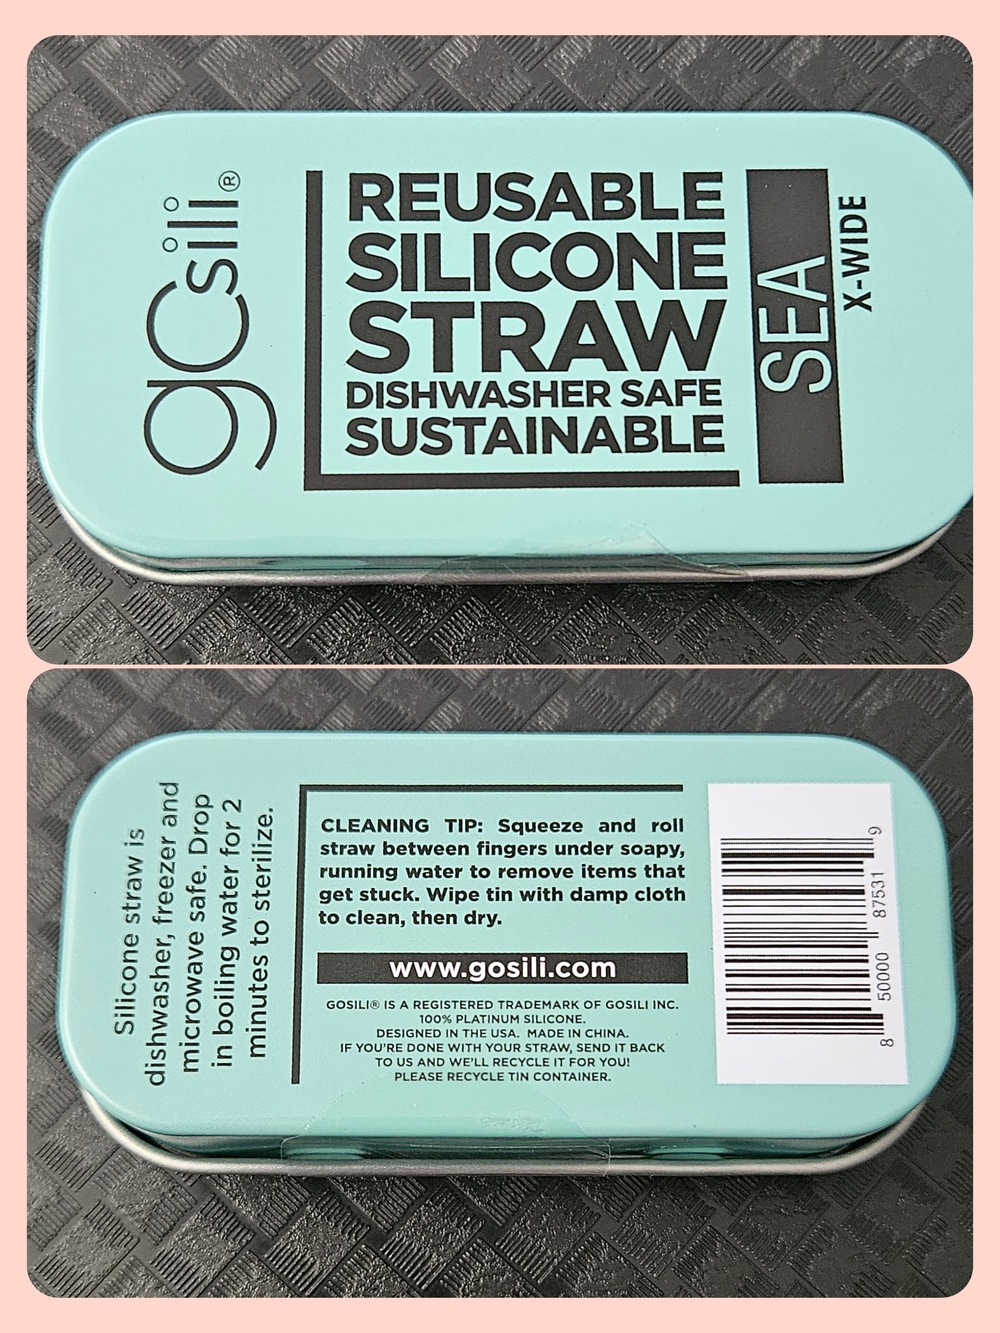 gosili®
REUSABLE
SILICONE
STRAW
DISHWASHER SAFE
SUSTAINABLE
SEA
X-WIDE
Silicone straw is
dishwasher, freezer and
microwave safe. Drop
in boiling water for 2
minutes to sterilize.
CLEANING TIP: Squeeze and roll
straw between fingers under soapy,
running water to remove items that
get stuck. Wipe tin with damp cloth
to clean, then dry.
www.gosili.com
GOSILI® IS A REGISTERED TRADEMARK OF GOSILI INC.
100% PLATINUM SILICONE.
DESIGNED IN THE USA. MADE IN CHINA.
IF YOU'RE DONE WITH YOUR STRAW, SEND IT BACK
TO US AND WE'LL RECYCLE IT FOR YOU!
PLEASE RECYCLE TIN CONTAINER.
8 50000 87531 9